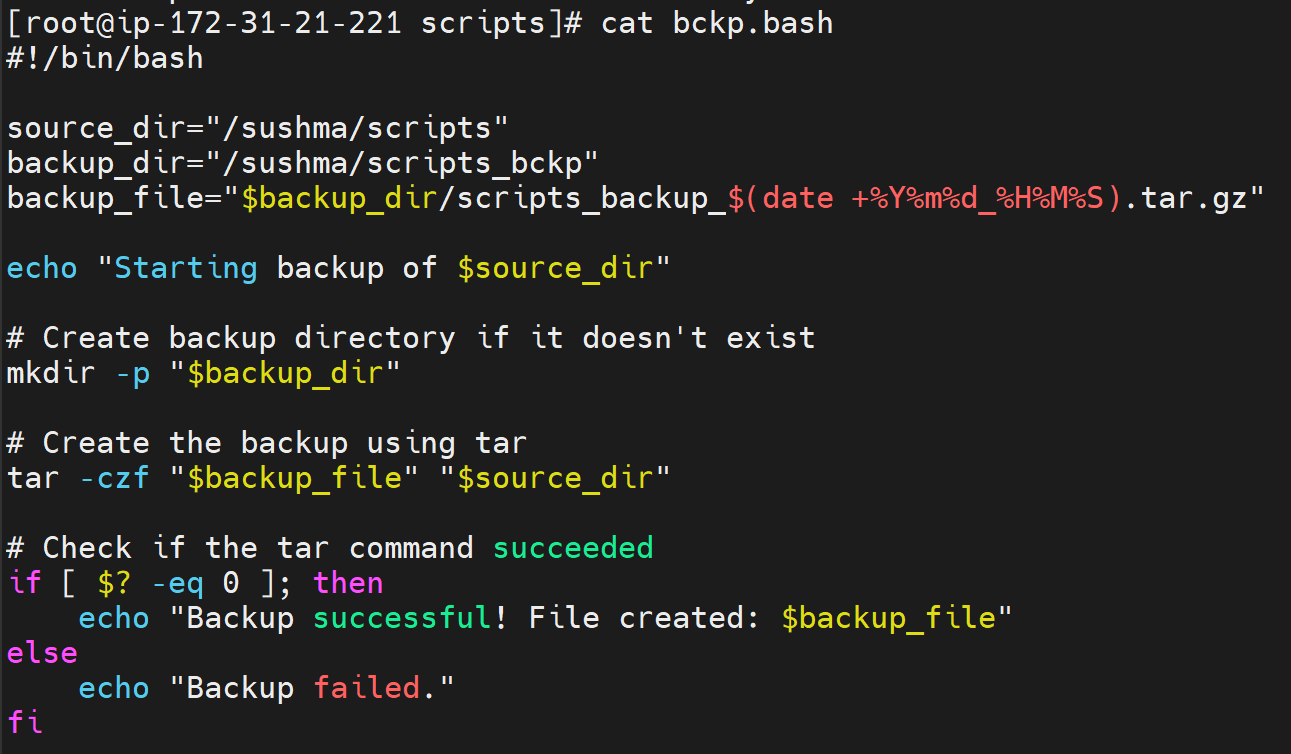 [root@ip-172-31-21-221 scripts]# cat bckp.bash
#!/bin/bash

source_dir="/sushma/scripts"
backup_dir="/sushma/scripts_bckp"
backup_file="$backup_dir/scripts_backup_$(date +%Y%m%d_%H%M%S).tar.gz"

echo "Starting backup of $source_dir"

# Create backup directory if it doesn't exist
mkdir -p "$backup_dir"

# Create the backup using tar
tar -czf "$backup_file" "$source_dir"

# Check if the tar command succeeded
if [ $? -eq 0 ]; then
    echo "Backup successful! File created: $backup_file"
else
    echo "Backup failed."
fi